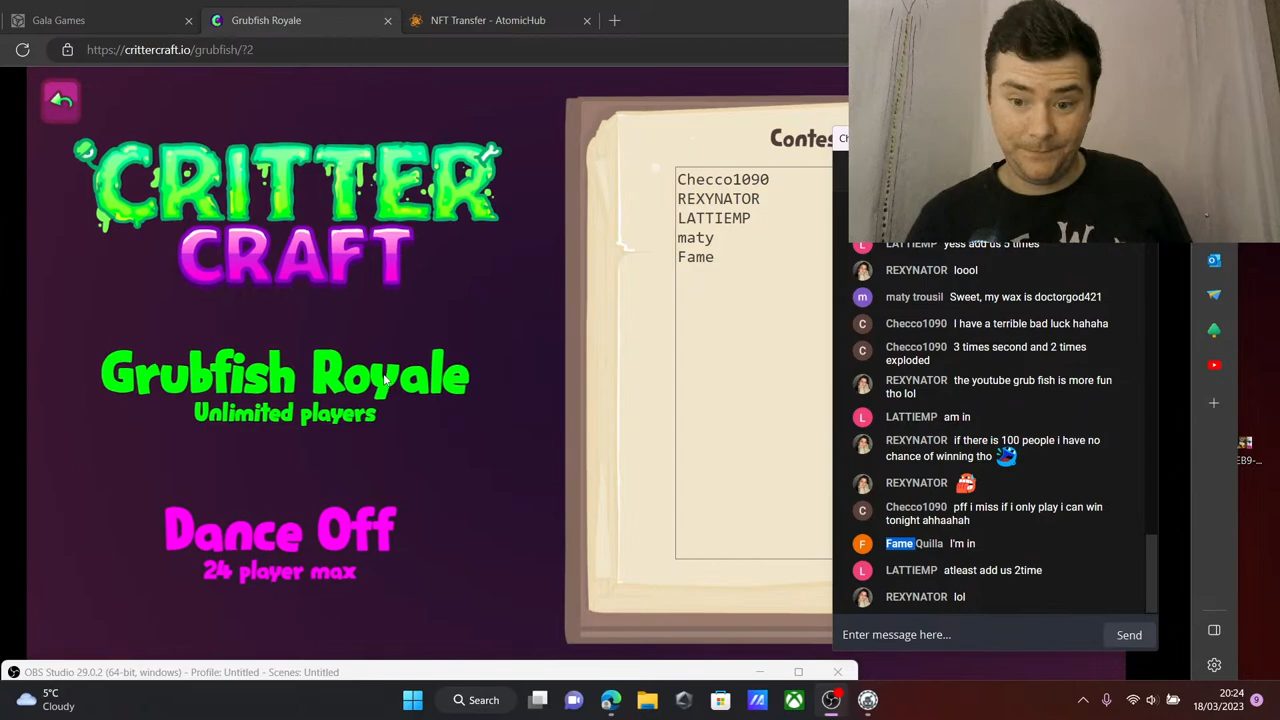 Gala Games
Grubfish Royale
NFT Transfer - AtomicHub
https://crittercraft.io/grubfish/?2
CRITTER
CRAFT
Grubfish Royale
Unlimited players
Dance Off
24 player max
Contes
Checco1090
REXYNATOR
LATTIEMP
maty
Fame
Ch
LATTIEMP yess add us 5 times
REXYNATOR loool
maty trousil Sweet, my wax is doctorgod421
Checco1090 I have a terrible bad luck hahaha
Checco1090 3 times second and 2 times
exploded
REXYNATOR the youtube grub fish is more fun
tho lol
LATTIEMP am in
REXYNATOR if there is 100 people i have no
chance of winning tho
REXYNATOR
Checco1090 pff i miss if i only play i can win
tonight ahhaahah
Fame Quilla I'm in
LATTIEMP atleast add us 2time
REXYNATOR lol
Enter message here...
Send
EB9-...
OBS Studio 29.0.2 (64-bit, windows) - Profile: Untitled - Scenes: Untitled
5°C
Cloudy
Search
20:24
18/03/2023
9